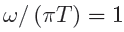 ω/ (πT) = 1